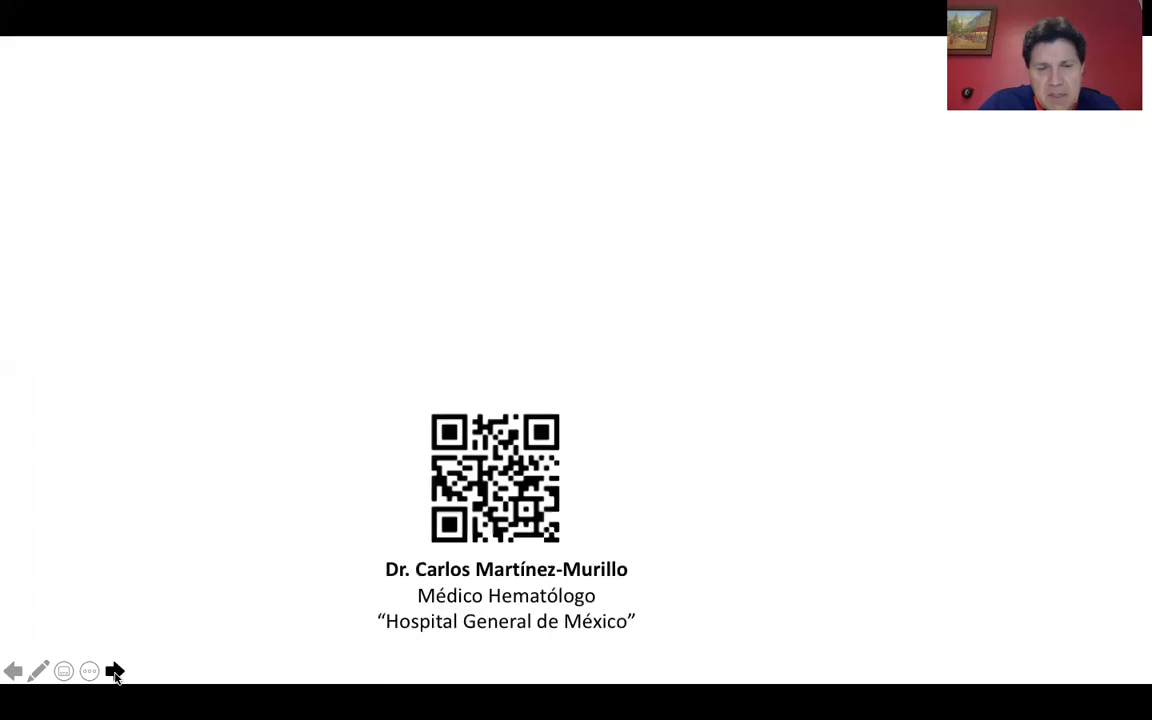 Dr. Carlos Martínez-Murillo
Médico Hematólogo
“Hospital General de México”